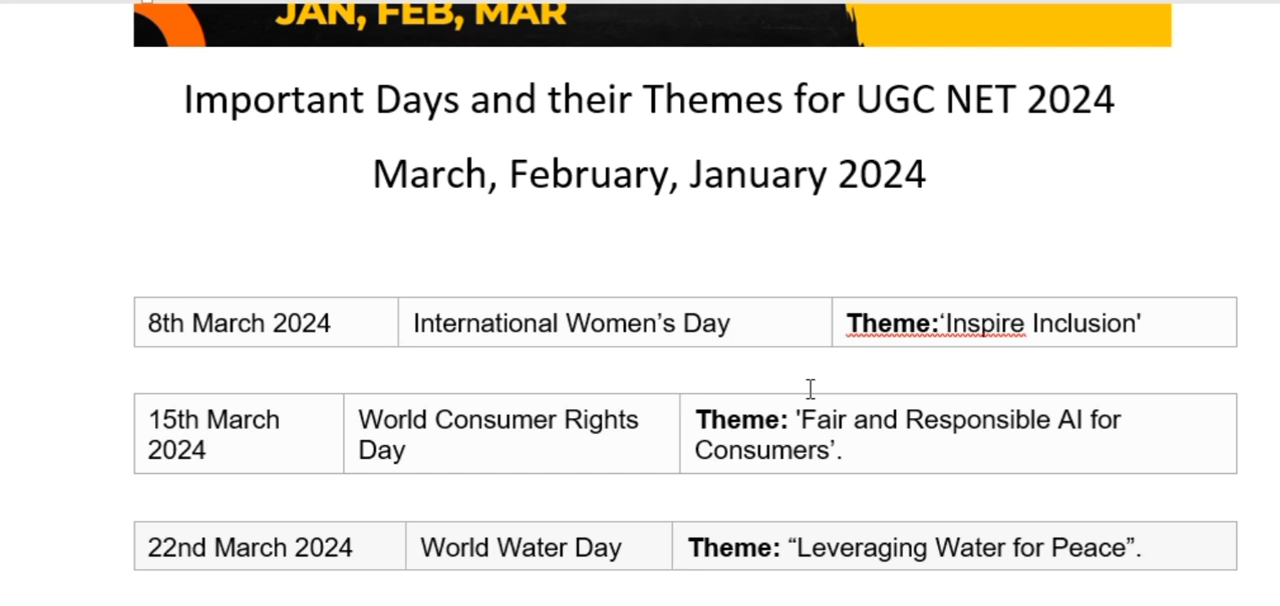 JAN, FEB, MAR
Important Days and their Themes for UGC NET 2024
March, February, January 2024
8th March 2024 International Women’s Day Theme:‘Inspire Inclusion'
15th March World Consumer Rights Theme: 'Fair and Responsible AI for
2024 Day Consumers’.
22nd March 2024 World Water Day Theme: “Leveraging Water for Peace”.